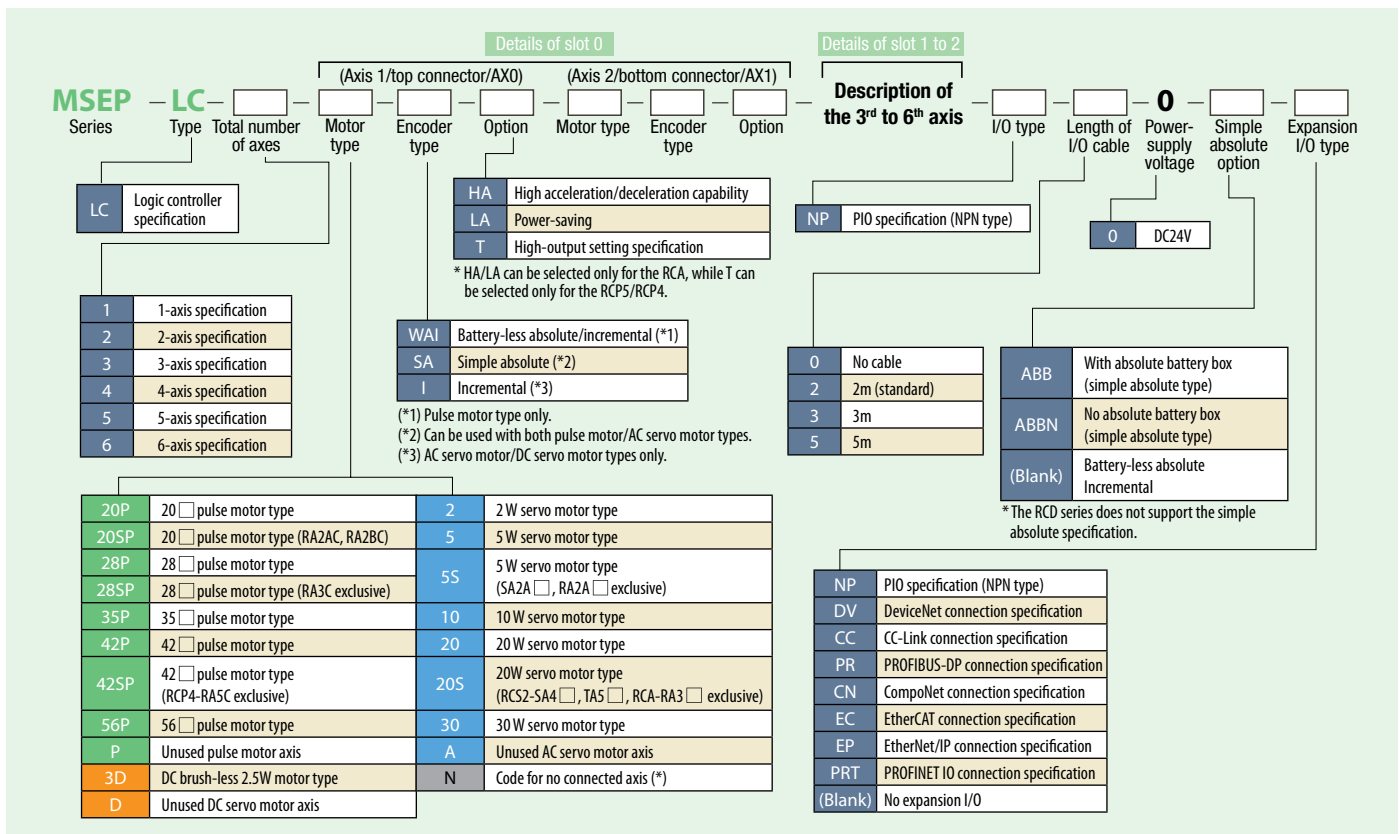 Details of slot 0
Details of slot 1 to 2
(Axis 1/top connector/AX0)
(Axis 2/bottom connector/AX1)
Description of
the 3rd to 6th axis
MSEP – LC – – – – – – – – – – – 0 – –
Series
Type
Total number
of axes
Motor
type
Encoder
type
Option
Motor type
Encoder
type
Option
I/O type
Length of
I/O cable
Power-
supply
voltage
Simple
absolute
option
Expansion
I/O type
LC Logic controller
specification
HA High acceleration/deceleration capability
LA Power-saving
T High-output setting specification
* HA/LA can be selected only for the RCA, while T can
be selected only for the RCP5/RCP4.
NP PIO specification (NPN type)
0 DC24V
1 1-axis specification
2 2-axis specification
3 3-axis specification
4 4-axis specification
5 5-axis specification
6 6-axis specification
WAI Battery-less absolute/incremental (*1)
SA Simple absolute (*2)
I Incremental (*3)
(*1) Pulse motor type only.
(*2) Can be used with both pulse motor/AC servo motor types.
(*3) AC servo motor/DC servo motor types only.
0 No cable
2 2m (standard)
3 3m
5 5m
ABB With absolute battery box
(simple absolute type)
ABBN No absolute battery box
(simple absolute type)
(Blank) Battery-less absolute
Incremental
* The RCD series does not support the simple
absolute specification.
20P 20□ pulse motor type
20SP 20□ pulse motor type (RA2AC, RA2BC)
28P 28□ pulse motor type
28SP 28□ pulse motor type (RA3C exclusive)
35P 35□ pulse motor type
42P 42□ pulse motor type
42SP 42□ pulse motor type
(RCP4-RA5C exclusive)
56P 56□ pulse motor type
P Unused pulse motor axis
3D DC brush-less 2.5W motor type
D Unused DC servo motor axis
2 2 W servo motor type
5 5 W servo motor type
5S 5 W servo motor type
(SA2A□, RA2A□ exclusive)
10 10 W servo motor type
20 20 W servo motor type
20S 20W servo motor type
(RCS2-SA4□, TA5□, RCA-RA3□ exclusive)
30 30 W servo motor type
A Unused AC servo motor axis
N Code for no connected axis (*)
NP PIO specification (NPN type)
DV DeviceNet connection specification
CC CC-Link connection specification
PR PROFIBUS-DP connection specification
CN CompoNet connection specification
EC EtherCAT connection specification
EP EtherNet/IP connection specification
PRT PROFINET IO connection specification
(Blank) No expansion I/O